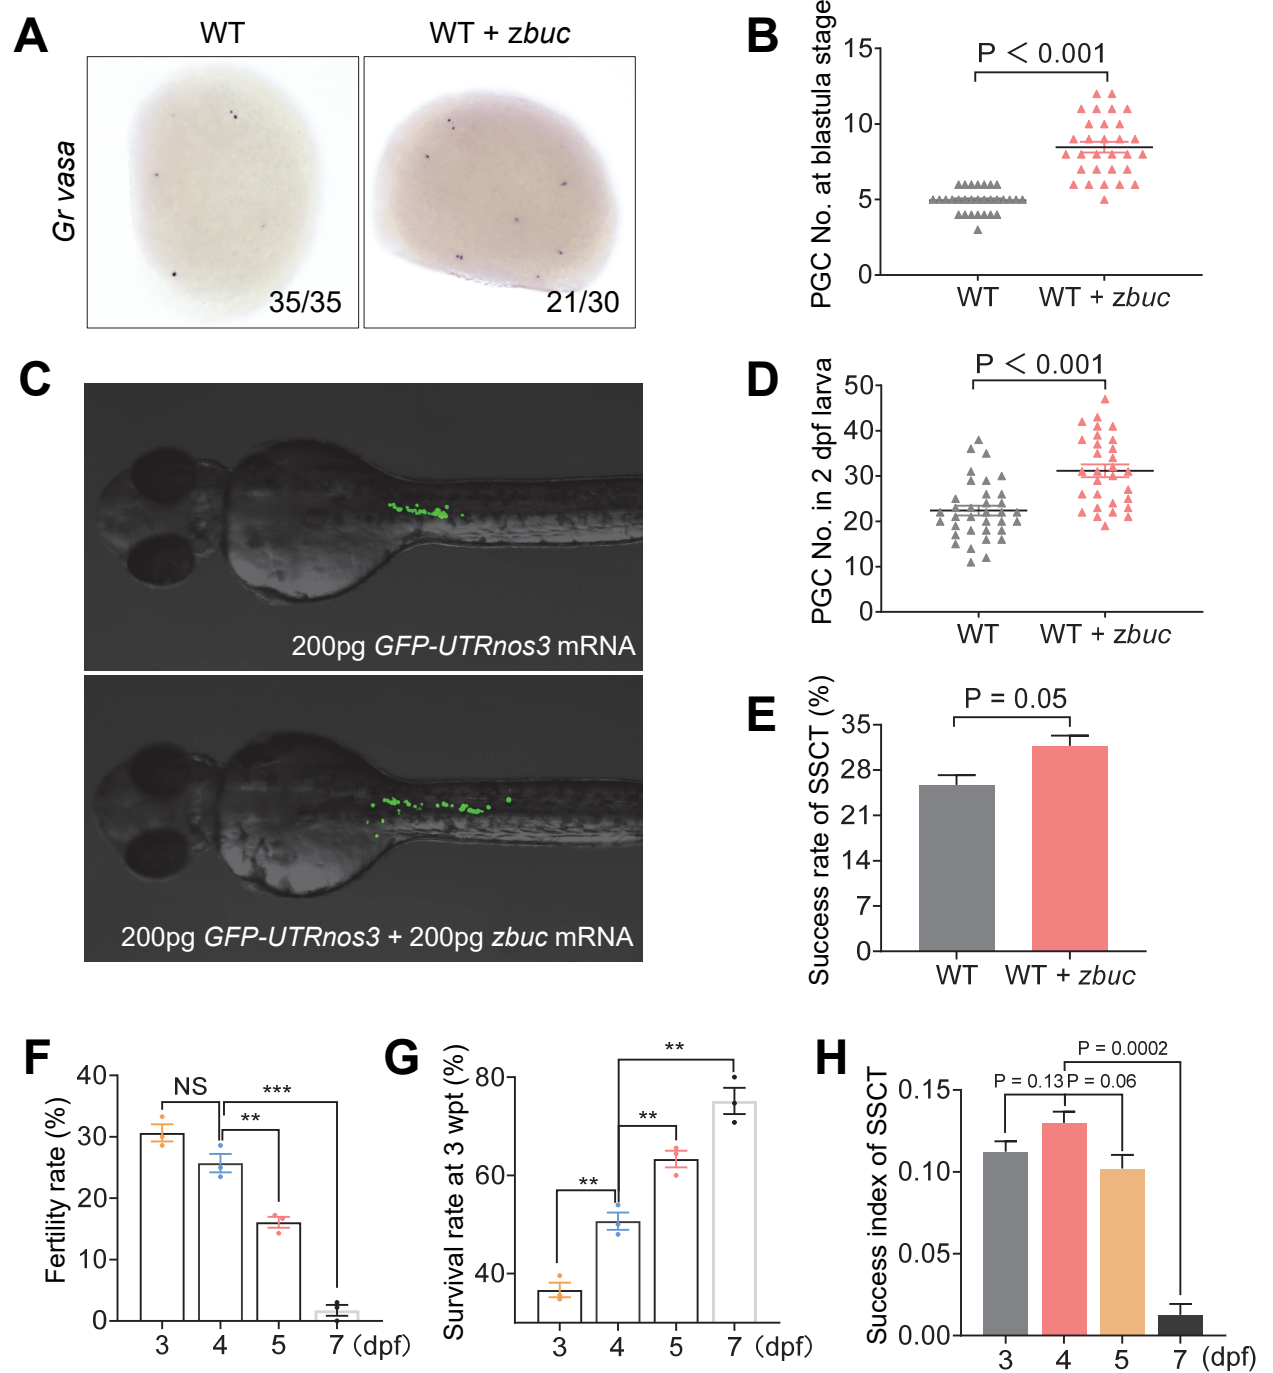 A
WT
WT + zbuc
Gr vasa
35/35
21/30
B
PGC No. at blastula stage
15
10
5
0
P < 0.001
WT
WT + zbuc
C
200pg GFP-UTRnos3 mRNA
200pg GFP-UTRnos3 + 200pg zbuc mRNA
D
PGC No. in 2 dpf larva
50
40
30
20
10
0
P < 0.001
WT
WT + zbuc
E
Success rate of SSCT (%)
35
28
21
14
7
0
P = 0.05
WT
WT + zbuc
F
Fertility rate (%)
40
30
20
10
0
NS
***
**
3
4
5
7 (dpf)
G
Survival rate at 3 wpt (%)
80
60
40
**
**
**
3
4
5
7 (dpf)
H
Success index of SSCT
0.15
0.10
0.05
0.00
P = 0.0002
P = 0.13
P = 0.06
3
4
5
7 (dpf)